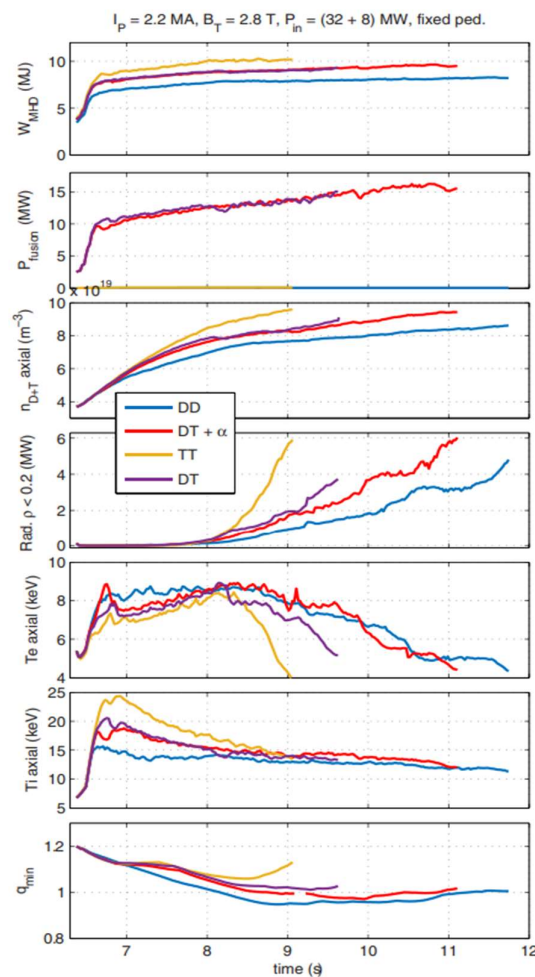 I_P = 2.2 MA, B_T = 2.8 T, P_in = (32 + 8) MW, fixed ped.
W_MHD (MJ)
10
5
0
P_fusion (MW)
15
10
5
0
x 10^19
n_D+T axial (m^-3)
10
8
6
4
DD
DT + α
TT
DT
Rad. ρ < 0.2 (MW)
6
4
2
0
Te axial (keV)
10
8
6
4
Ti axial (keV)
25
20
15
10
5
q_min
1.2
1
0.8
7 8 9 10 11 12
time (s)